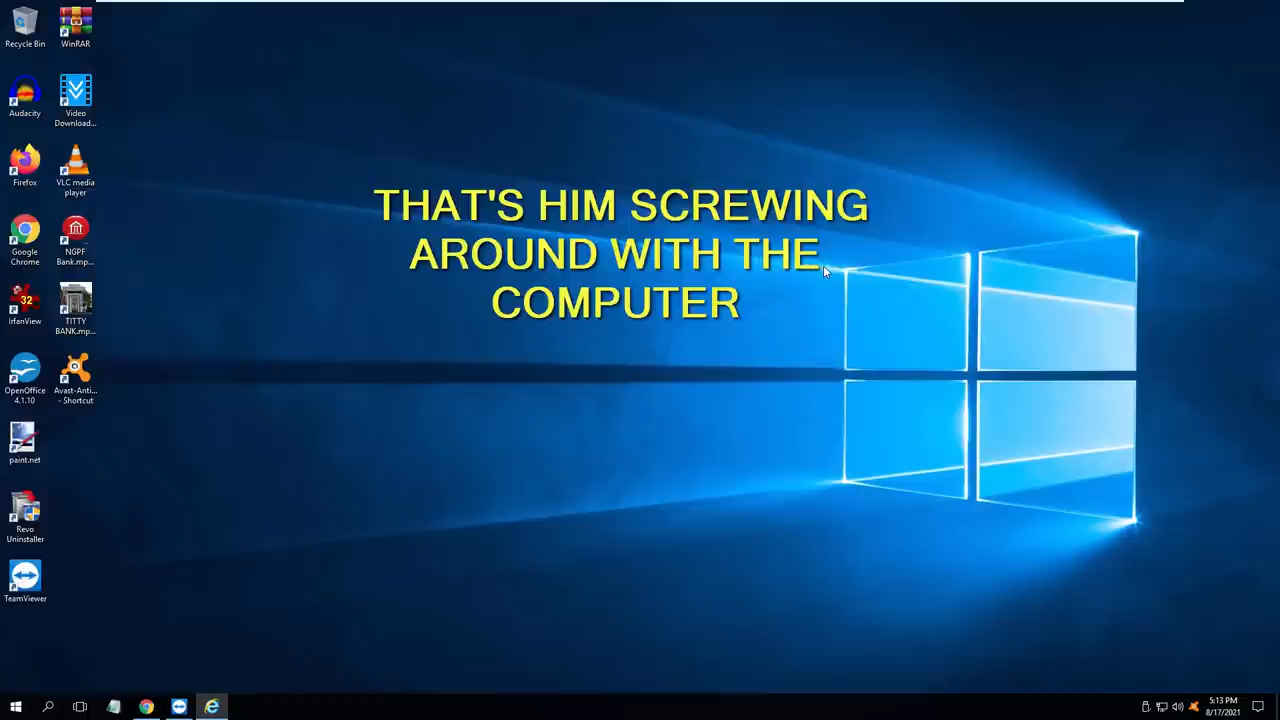 Recycle Bin
WinRAR
Audacity
Video
Download...
Firefox
VLC media
player
Google
Chrome
NGPF
Bank.mp...
32
IrfanView
TITTY
BANK.mp...
OpenOffice
4.1.10
Avast-Anti...
- Shortcut
paint.net
Revo
Uninstaller
TeamViewer
THAT'S HIM SCREWING
AROUND WITH THE
COMPUTER
5:13 PM
8/17/2021